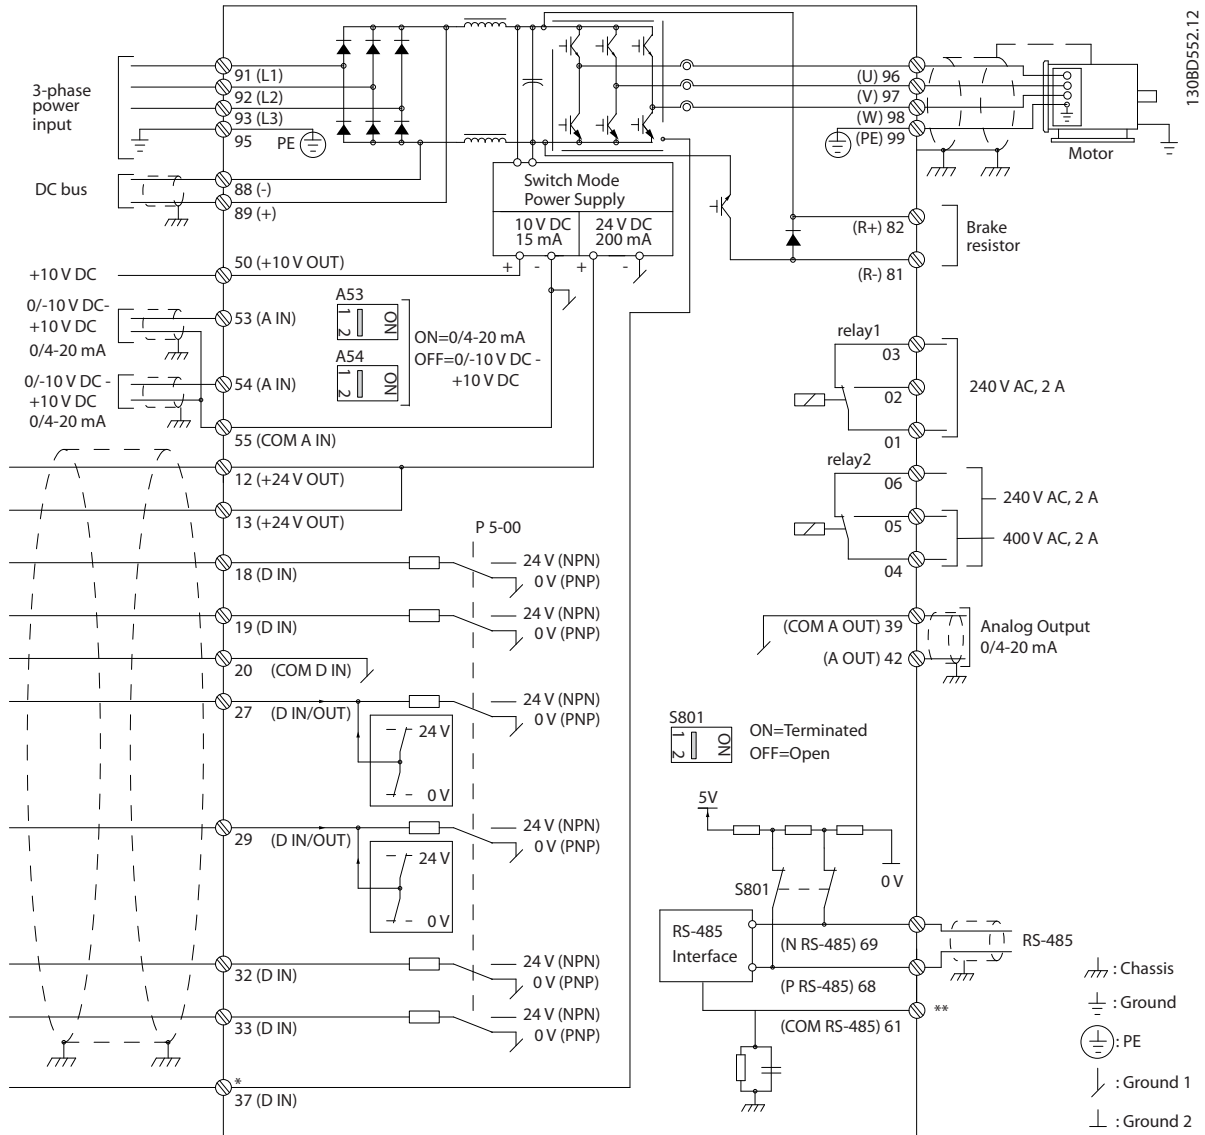 130BD552.12
3-phase
power
input
91 (L1)
92 (L2)
93 (L3)
95
PE
DC bus
88 (-)
89 (+)
Switch Mode
Power Supply
10 V DC
15 mA
24 V DC
200 mA
+ - + -
(U) 96
(V) 97
(W) 98
(PE) 99
Motor
(R+) 82
(R-) 81
Brake
resistor
+10 V DC
50 (+10 V OUT)
0/-10 V DC-
+10 V DC
0/4-20 mA
53 (A IN)
0/-10 V DC -
+10 V DC
0/4-20 mA
54 (A IN)
55 (COM A IN)
A53
1 2 ON
A54
1 2 ON
ON=0/4-20 mA
OFF=0/-10 V DC -
+10 V DC
relay1
03
02
01
240 V AC, 2 A
relay2
06
05
04
240 V AC, 2 A
400 V AC, 2 A
12 (+24 V OUT)
13 (+24 V OUT)
P 5-00
18 (D IN)
24 V (NPN)
0 V (PNP)
19 (D IN)
24 V (NPN)
0 V (PNP)
20 (COM D IN)
27 (D IN/OUT)
24 V (NPN)
0 V (PNP)
24 V
0 V
29 (D IN/OUT)
24 V (NPN)
0 V (PNP)
24 V
0 V
32 (D IN)
24 V (NPN)
0 V (PNP)
33 (D IN)
24 V (NPN)
0 V (PNP)
*
37 (D IN)
(COM A OUT) 39
(A OUT) 42
Analog Output
0/4-20 mA
S801
1 2 ON
ON=Terminated
OFF=Open
5V
S801
0 V
RS-485
Interface
(N RS-485) 69
(P RS-485) 68
(COM RS-485) 61
RS-485
**
: Chassis
: Ground
: PE
: Ground 1
: Ground 2